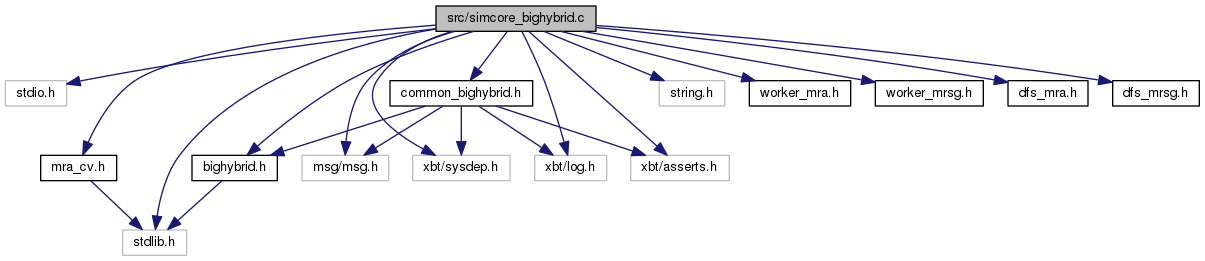 src/simcore_bighybrid.c
stdio.h
common_bighybrid.h
string.h
worker_mra.h
worker_mrsg.h
dfs_mra.h
dfs_mrsg.h
mra_cv.h
bighybrid.h
msg/msg.h
xbt/sysdep.h
xbt/log.h
xbt/asserts.h
stdlib.h